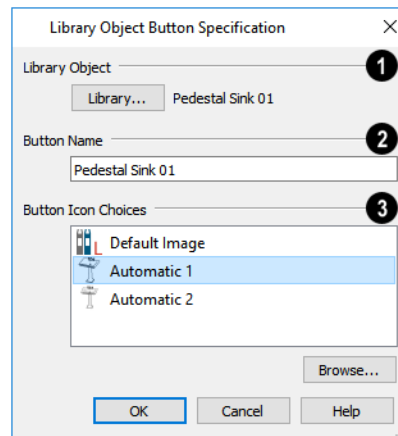 Library Object Button Specification
Library Object 1
Library... Pedestal Sink 01
Button Name 2
Pedestal Sink 01
Button Icon Choices 3
L Default Image
Automatic 1
Automatic 2
Browse...
OK Cancel Help